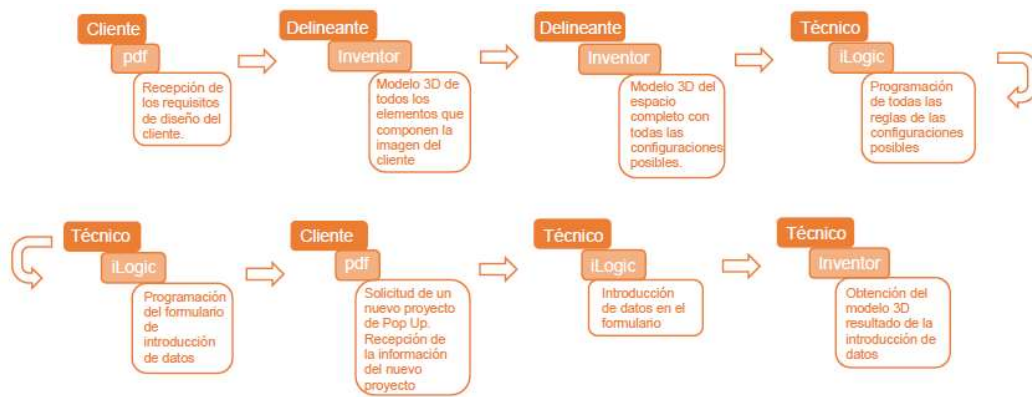 Cliente
pdf
Recepción de
los requisitos
de diseño del
cliente.
Delineante
Inventor
Modelo 3D de
todos los
elementos que
componen la
imagen del
cliente
Delineante
Inventor
Modelo 3D del
espacio
completo con
todas las
configuraciones
posibles.
Técnico
iLogic
Programación
de todas las
reglas de las
configuraciones
posibles
Técnico
iLogic
Programación
del formulario
de
introducción
de datos
Cliente
pdf
Solicitud de un
nuevo proyecto
de Pop Up.
Recepción de
la información
del nuevo
proyecto
Técnico
iLogic
Introducción
de datos en el
formulario
Técnico
Inventor
Obtención del
modelo 3D
resultado de la
introducción de
datos